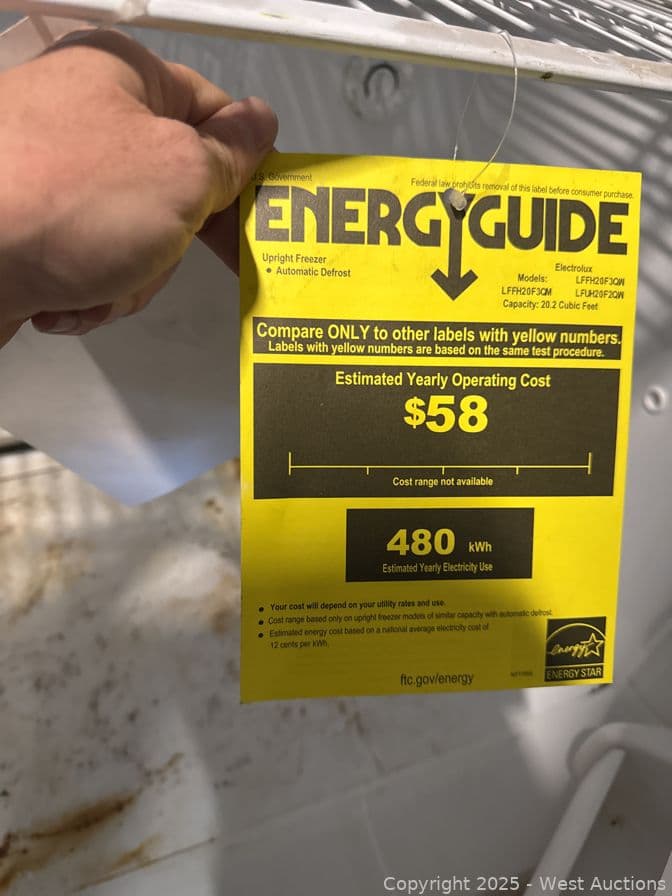 U.S. Government
Federal law prohibits removal of this label before consumer purchase.
ENERGYGUIDE
Upright Freezer
• Automatic Defrost
Electrolux
Models: LFFH20F3QW
LFFH20F3QM LFUH20F2QW
Capacity: 20.2 Cubic Feet
Compare ONLY to other labels with yellow numbers.
Labels with yellow numbers are based on the same test procedure.
Estimated Yearly Operating Cost
$58
Cost range not available
480 kWh
Estimated Yearly Electricity Use
• Your cost will depend on your utility rates and use.
• Cost range based only on upright freezer models of similar capacity with automatic defrost.
• Estimated energy cost based on a national average electricity cost of
12 cents per kWh.
ftc.gov/energy
energy
ENERGY STAR
Copyright 2025 - West Auctions